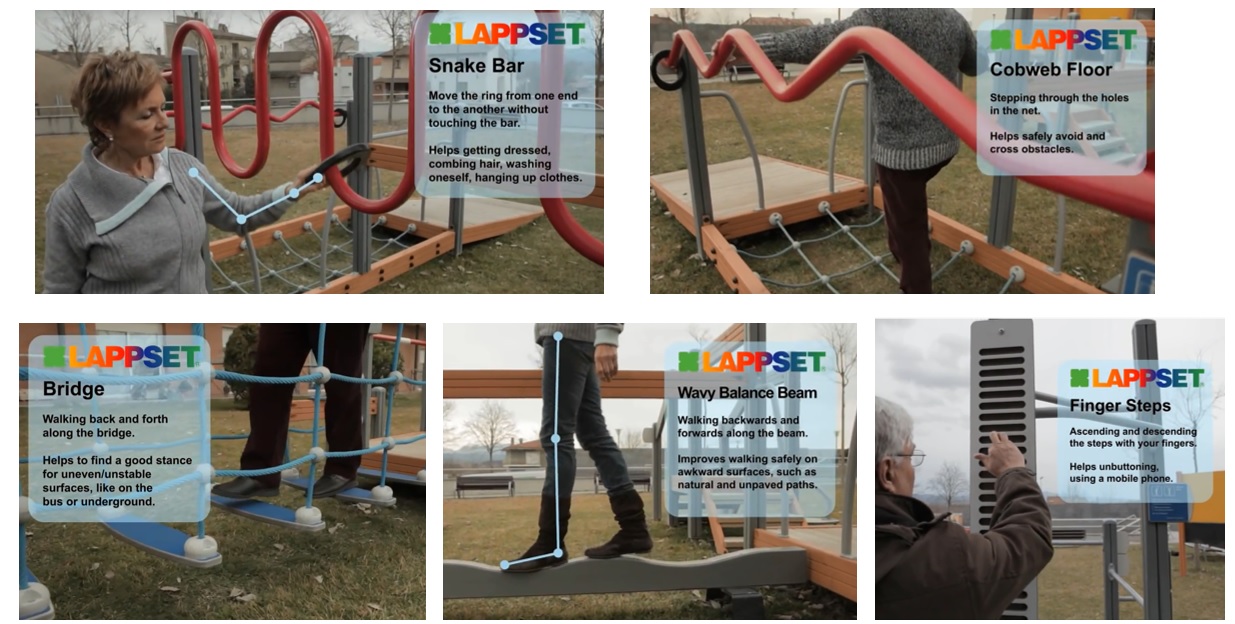 LAPPSET
Snake Bar
Move the ring from one end
to the another without
touching the bar.
Helps getting dressed,
combing hair, washing
oneself, hanging up clothes.
LAPPSET
Cobweb Floor
Stepping through the holes
in the net.
Helps safely avoid and
cross obstacles.
LAPPSET
Bridge
Walking back and forth
along the bridge.
Helps to find a good stance
for uneven/unstable
surfaces, like on the
bus or underground.
LAPPSET
Wavy Balance Beam
Walking backwards and
forwards along the beam.
Improves walking safely on
awkward surfaces, such as
natural and unpaved paths.
LAPPSET
Finger Steps
Ascending and descending
the steps with your fingers.
Helps unbuttoning,
using a mobile phone.